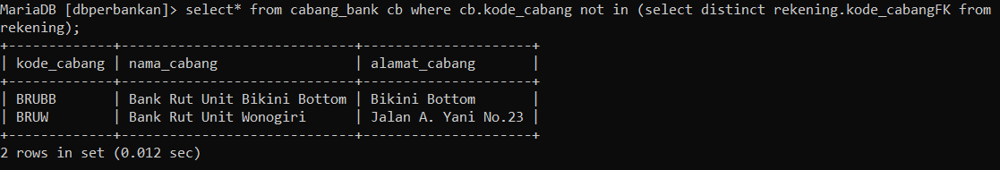 MariaDB [dbperbankan]> select* from cabang_bank cb where cb.kode_cabang not in (select distinct rekening.kode_cabangFK from
rekening);
+-------------+----------------------------+---------------------+
| kode_cabang | nama_cabang                | alamat_cabang       |
+-------------+----------------------------+---------------------+
| BRUBB       | Bank Rut Unit Bikini Bottom | Bikini Bottom       |
| BRUW        | Bank Rut Unit Wonogiri     | Jalan A. Yani No.23 |
+-------------+----------------------------+---------------------+
2 rows in set (0.012 sec)